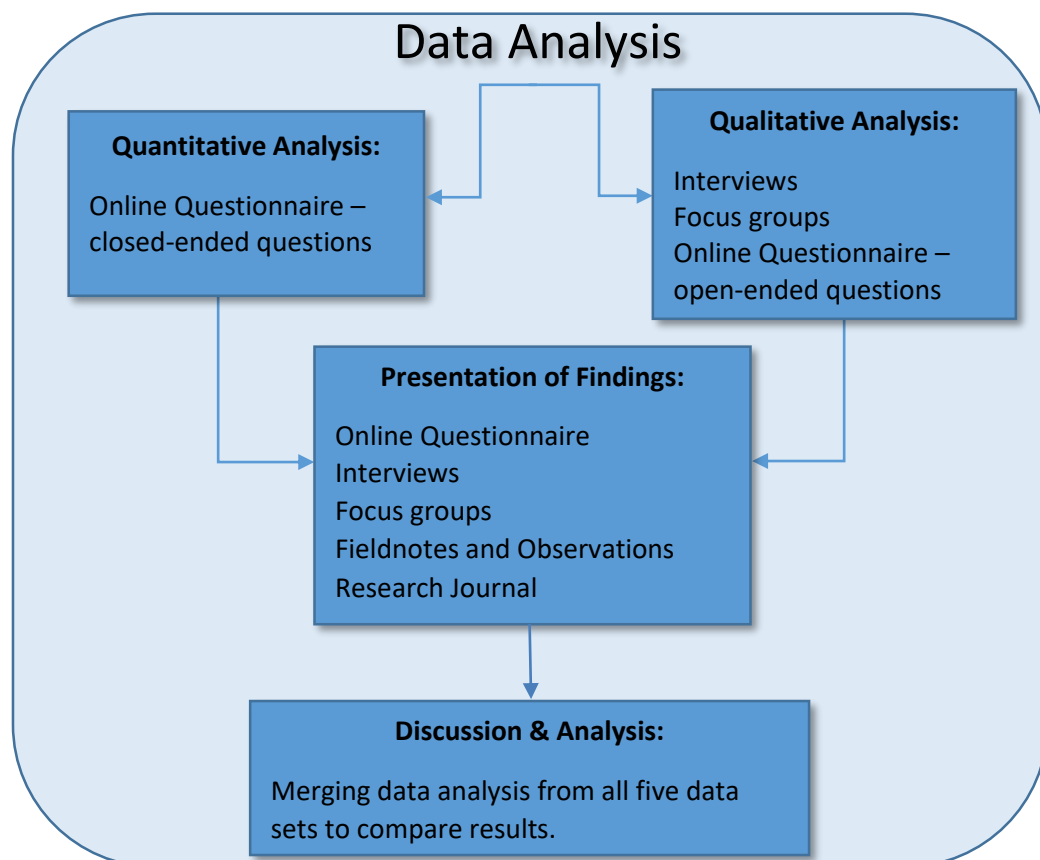 Data Analysis
Quantitative Analysis:
Online Questionnaire –
closed-ended questions
Qualitative Analysis:
Interviews
Focus groups
Online Questionnaire –
open-ended questions
Presentation of Findings:
Online Questionnaire
Interviews
Focus groups
Fieldnotes and Observations
Research Journal
Discussion & Analysis:
Merging data analysis from all five data
sets to compare results.